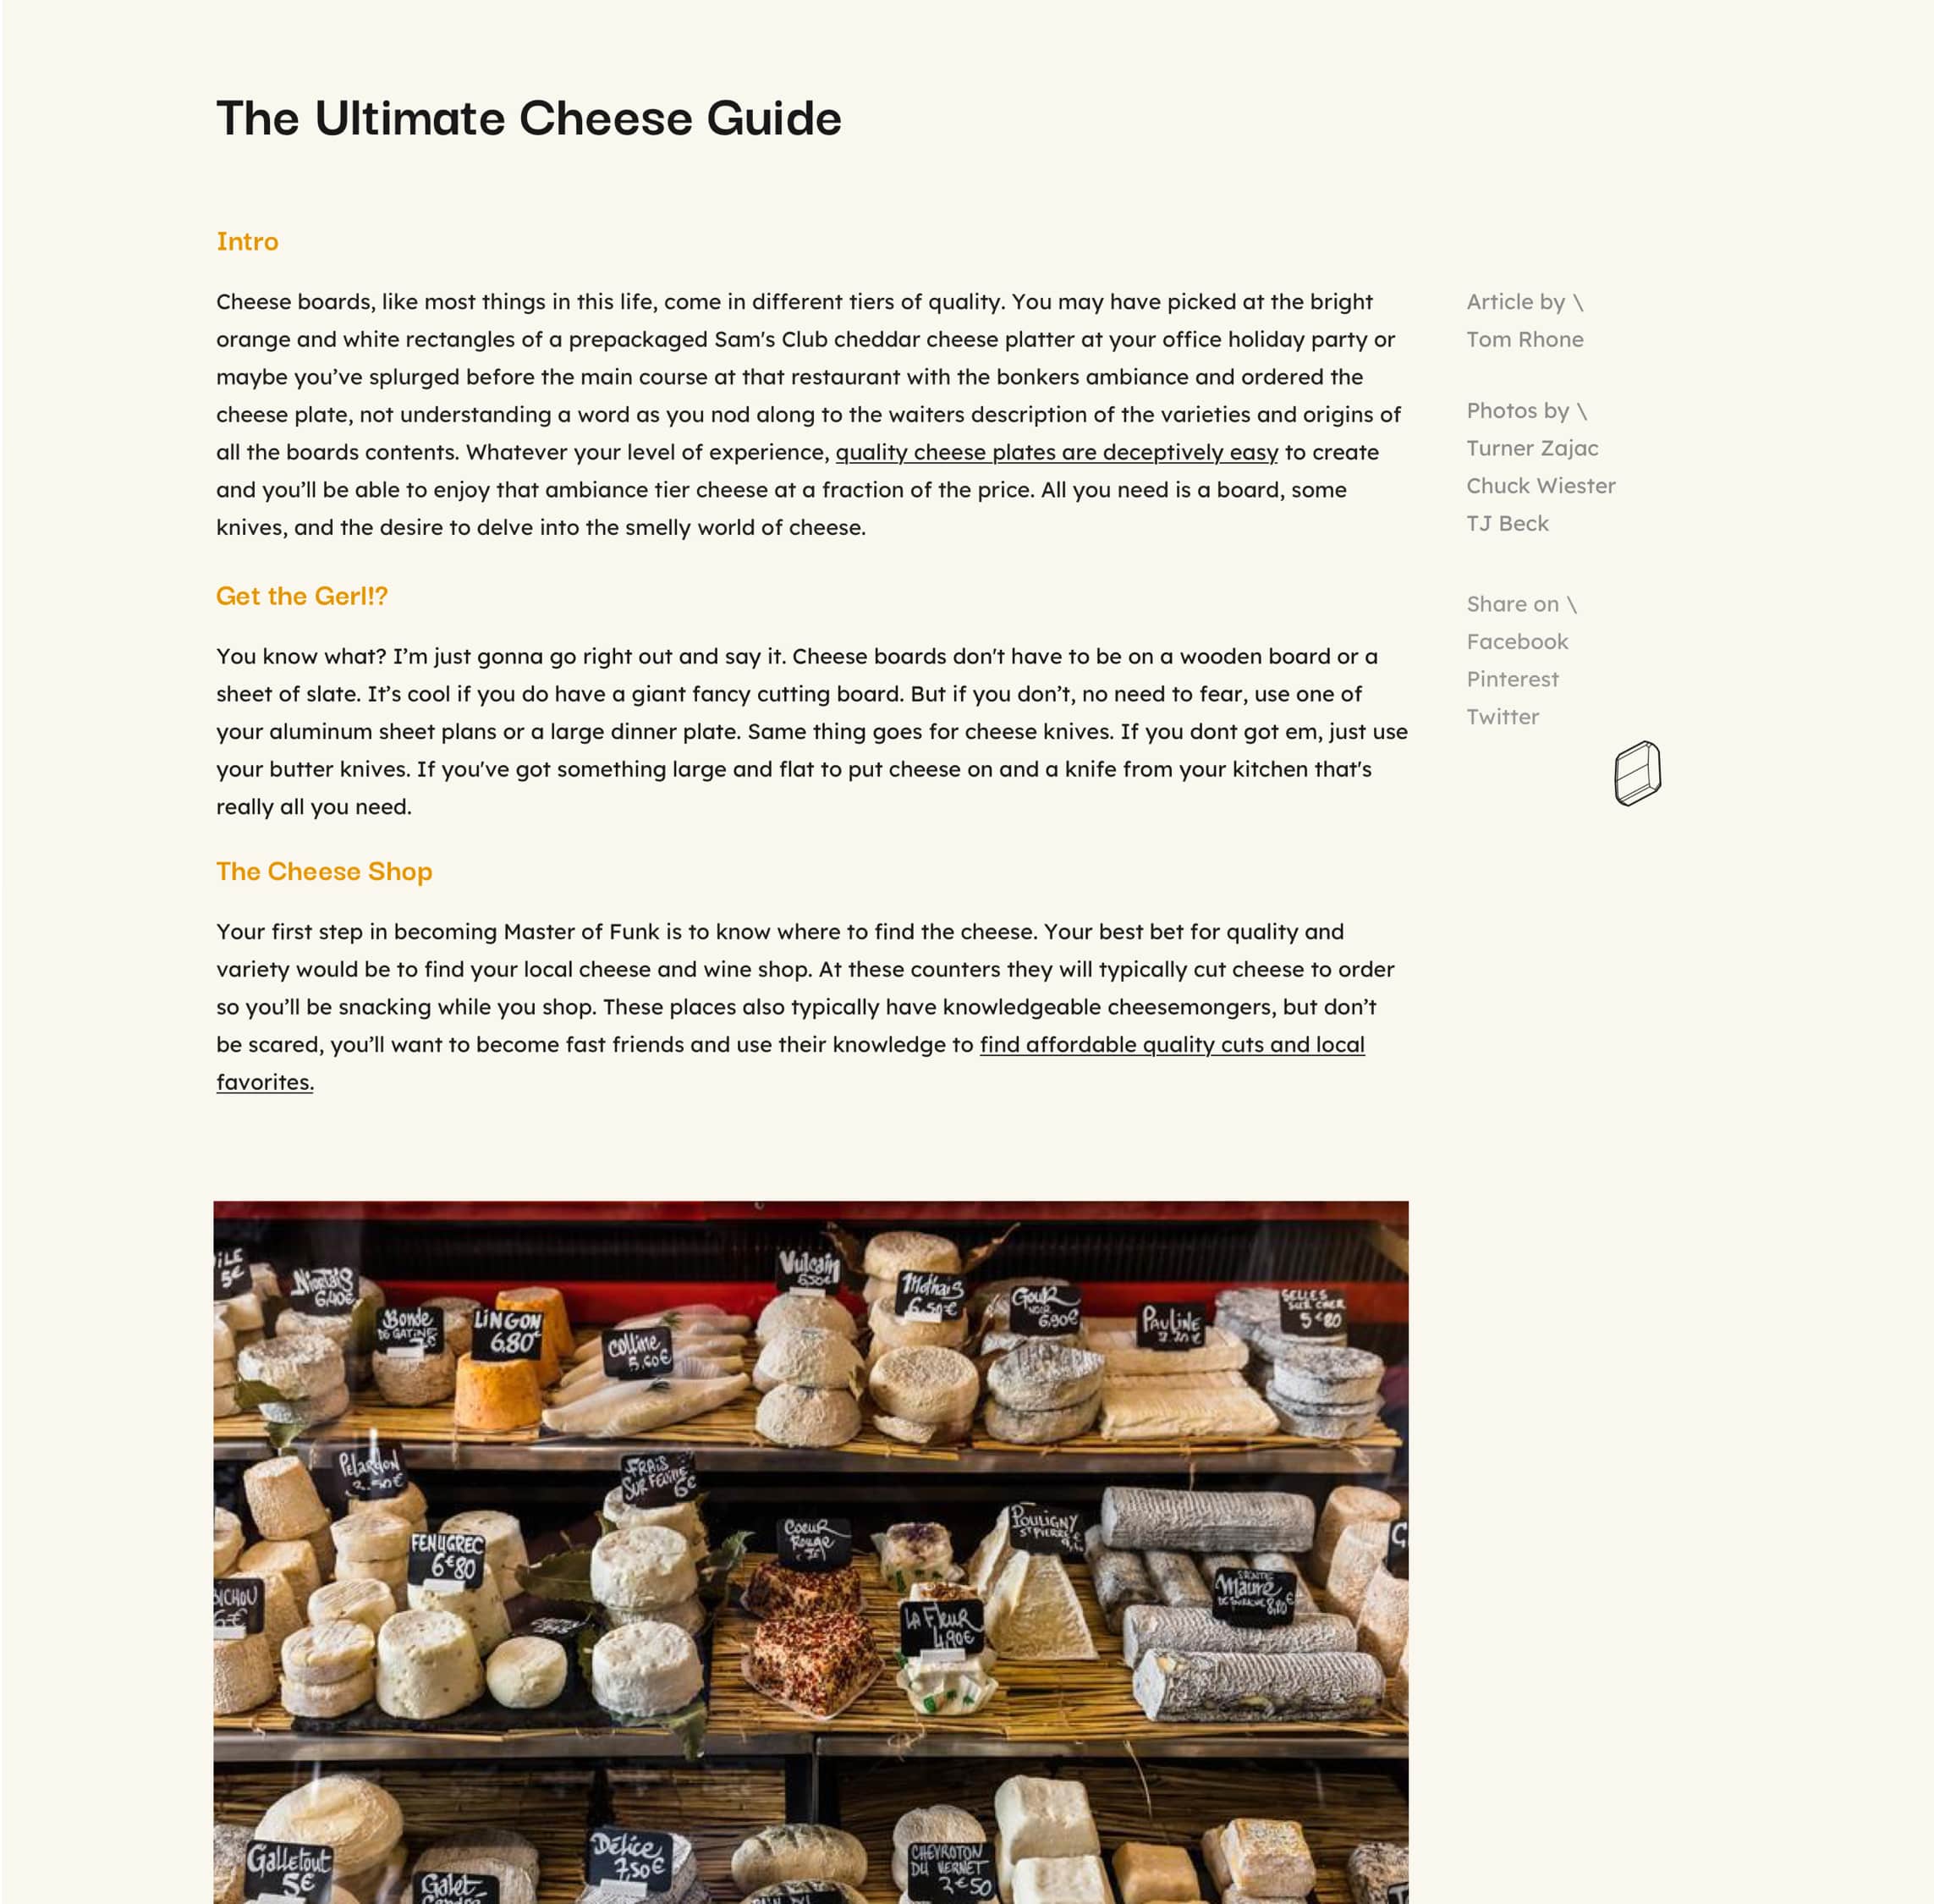 The Ultimate Cheese Guide
Intro
Cheese boards, like most things in this life, come in different tiers of quality. You may have picked at the bright
orange and white rectangles of a prepackaged Sam's Club cheddar cheese platter at your office holiday party or
maybe you’ve splurged before the main course at that restaurant with the bonkers ambiance and ordered the
cheese plate, not understanding a word as you nod along to the waiters description of the varieties and origins of
all the boards contents. Whatever your level of experience, quality cheese plates are deceptively easy to create
and you’ll be able to enjoy that ambiance tier cheese at a fraction of the price. All you need is a board, some
knives, and the desire to delve into the smelly world of cheese.
Get the Gerl!?
You know what? I’m just gonna go right out and say it. Cheese boards don't have to be on a wooden board or a
sheet of slate. It’s cool if you do have a giant fancy cutting board. But if you don’t, no need to fear, use one of
your aluminum sheet plans or a large dinner plate. Same thing goes for cheese knives. If you dont got em, just use
your butter knives. If you've got something large and flat to put cheese on and a knife from your kitchen that's
really all you need.
The Cheese Shop
Your first step in becoming Master of Funk is to know where to find the cheese. Your best bet for quality and
variety would be to find your local cheese and wine shop. At these counters they will typically cut cheese to order
so you’ll be snacking while you shop. These places also typically have knowledgeable cheesemongers, but don’t
be scared, you’ll want to become fast friends and use their knowledge to find affordable quality cuts and local
favorites.
Article by \
Tom Rhone
Photos by \
Turner Zajac
Chuck Wiester
TJ Beck
Share on \
Facebook
Pinterest
Twitter
5€
6,40€
Bonde
DE GATINE
LINGON
6,80€
Colline
5.60€
Vulcain
6,50€
Mothais
6.50€
Gour
NOIR
6,90€
PAULINE
SELLES
SUR CHER
5€80
Pelardon
FRAIS
SUR FEUILLE
6€
FENUGREC
6€80
COEUR
Rouge
LA FLEUR
4,90€
POULIGNY
ST PIERRE
SAINTE
Maure
DE TOURAINE
Galletout
5€
Galet
Délice
7,50€
CHEVROTON
DU VERNET
3€50